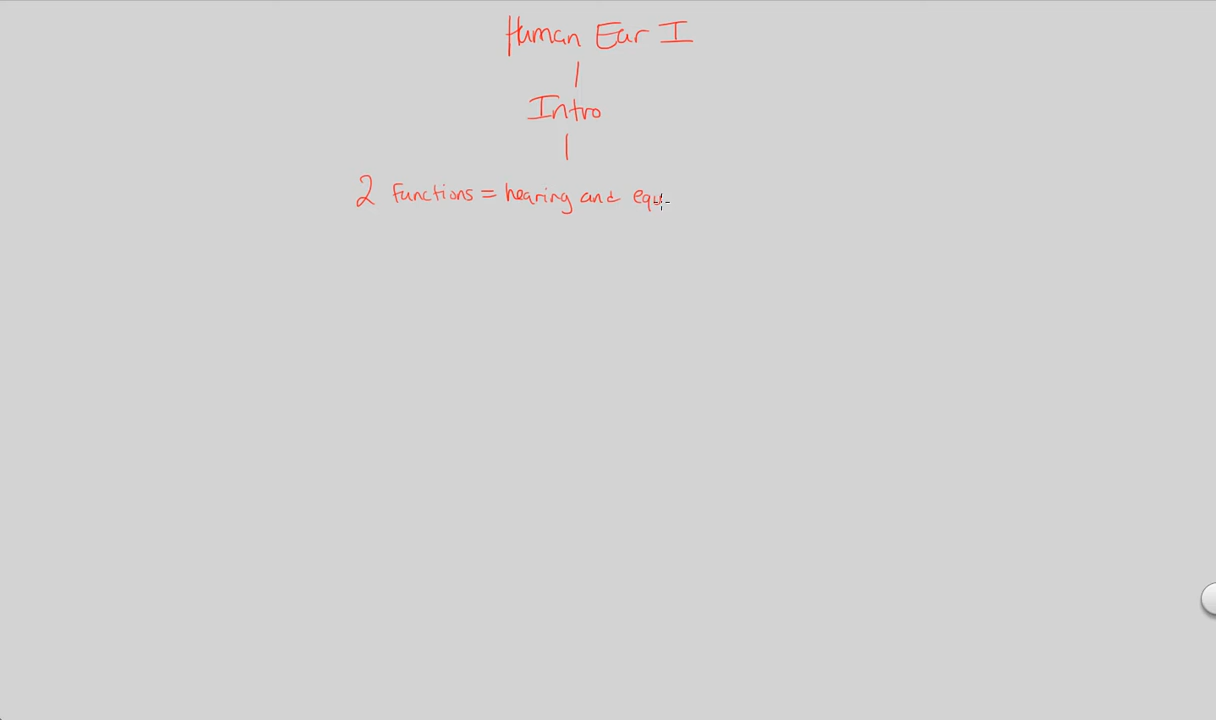 Human Ear I
Intro
2 functions = hearing and equ